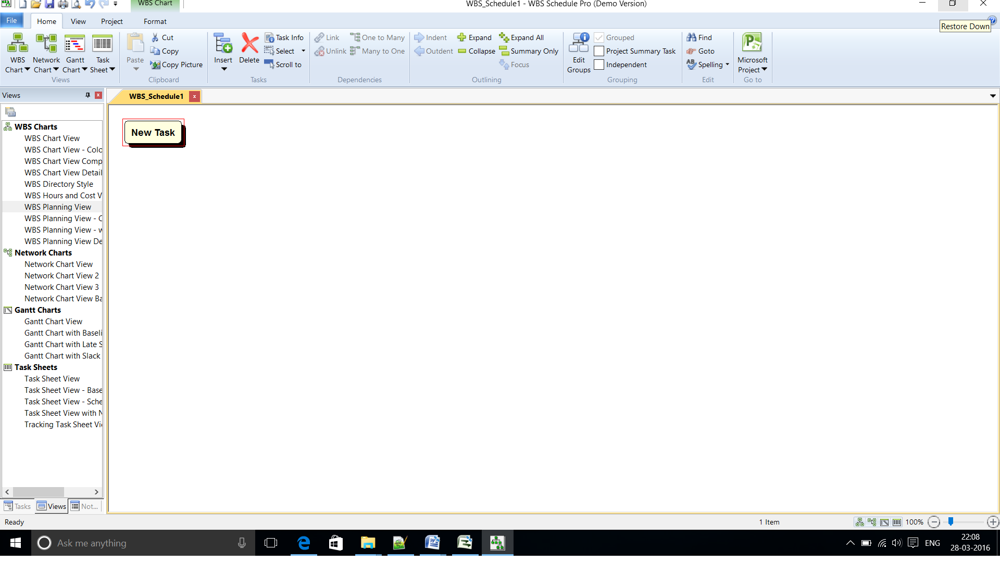 WBS Chart
WBS_Schedule1 - WBS Schedule Pro (Demo Version)
File
Home
View
Project
Format
Restore Down
WBS Chart
Network Chart
Gantt Chart
Task Sheet
Views
Paste
Cut
Copy
Copy Picture
Clipboard
Insert
Delete
Task Info
Select
Scroll to
Tasks
Link
Unlink
One to Many
Many to One
Dependencies
Indent
Outdent
Expand
Collapse
Expand All
Summary Only
Focus
Outlining
Edit Groups
Grouped
Project Summary Task
Independent
Grouping
Find
Goto
Spelling
Edit
Microsoft Project
Go to
Views
WBS_Schedule1
New Task
WBS Charts
WBS Chart View
WBS Chart View - Colo
WBS Chart View Comp
WBS Chart View Detail
WBS Directory Style
WBS Hours and Cost V
WBS Planning View
WBS Planning View - C
WBS Planning View - w
WBS Planning View De
Network Charts
Network Chart View
Network Chart View 2
Network Chart View 3
Network Chart View Ba
Gantt Charts
Gantt Chart View
Gantt Chart with Baseli
Gantt Chart with Late S
Gantt Chart with Slack
Task Sheets
Task Sheet View
Task Sheet View - Base
Task Sheet View - Sche
Task Sheet View with N
Tracking Task Sheet Vi
Tasks
Views
Not...
Ready
1 Item
100%
Ask me anything
ENG
22:08
28-03-2016